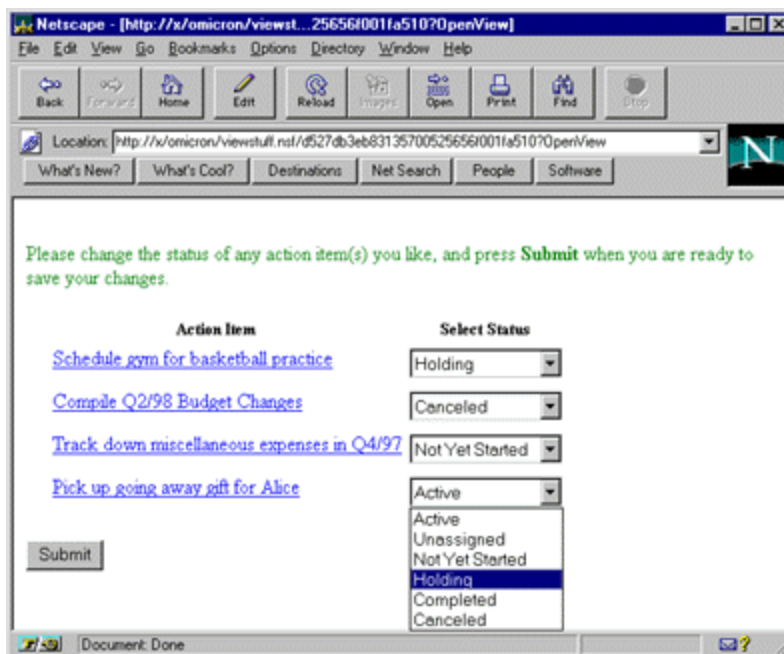 Netscape - [http://x/omicron/viewst...25656f001fa510?OpenView]
File Edit View Go Bookmarks Options Directory Window Help
Back Forward Home Edit Reload Images Open Print Find Stop
Location: http://x/omicron/viewstuff.nsf/d527db3eb83135700525656f001fa510?OpenView
What's New? What's Cool? Destinations Net Search People Software
N
Please change the status of any action item(s) you like, and press Submit when you are ready to
save your changes.
Action Item Select Status
Schedule gym for basketball practice Holding
Compile Q2/98 Budget Changes Canceled
Track down miscellaneous expenses in Q4/97 Not Yet Started
Pick up going away gift for Alice Active
Active
Unassigned
Not Yet Started
Holding
Completed
Canceled
Submit
Document: Done